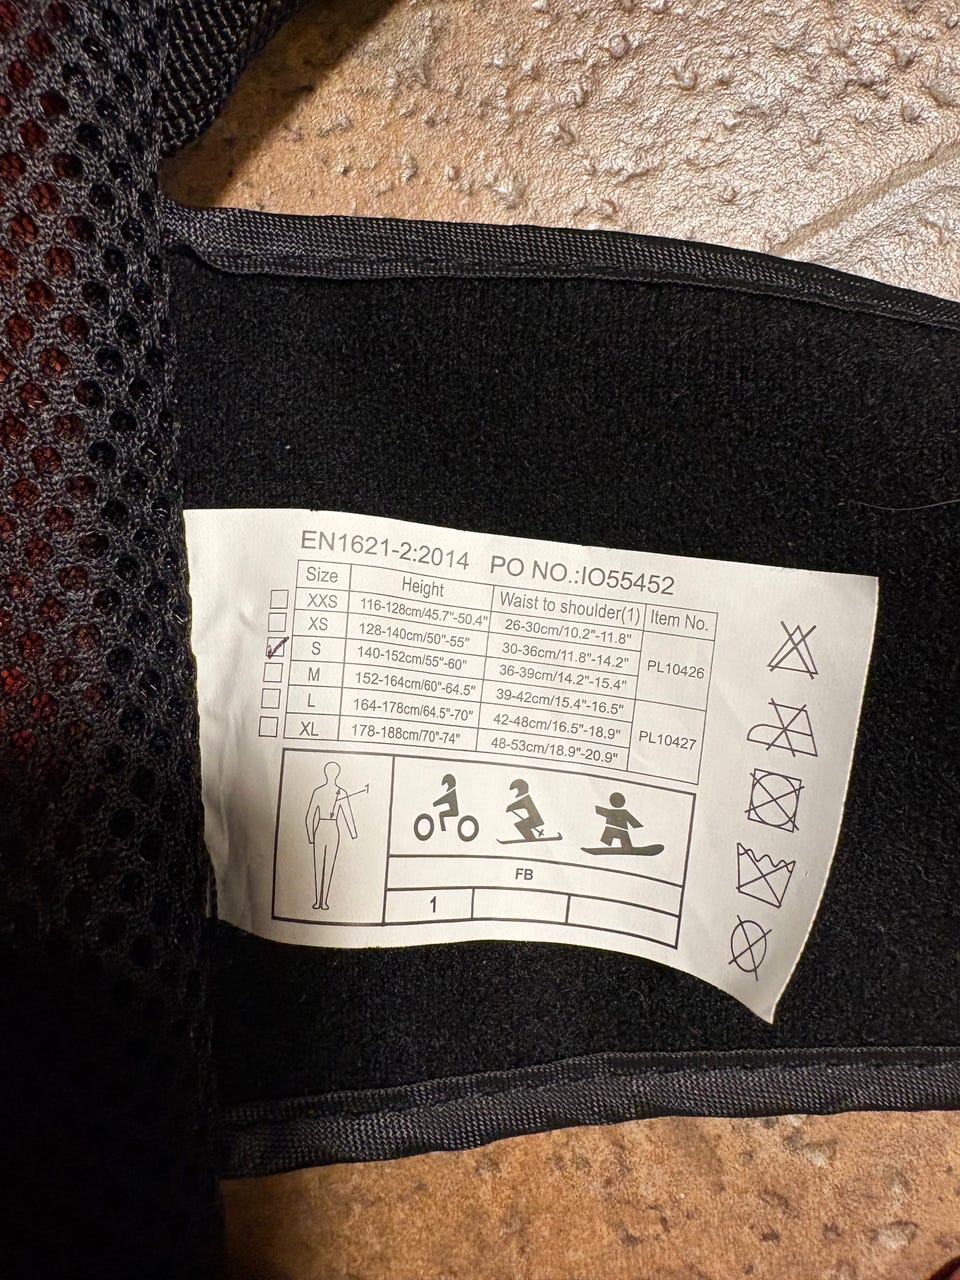 EN1621-2:2014 PO NO.:IO55452
Size Height Waist to shoulder(1) Item No.
XXS 116-128cm/45.7"-50.4" 26-30cm/10.2"-11.8"
XS 128-140cm/50"-55" 30-36cm/11.8"-14.2" PL10426
S 140-152cm/55"-60" 36-39cm/14.2"-15.4"
M 152-164cm/60"-64.5" 39-42cm/15.4"-16.5"
L 164-178cm/64.5"-70" 42-48cm/16.5"-18.9" PL10427
XL 178-188cm/70"-74" 48-53cm/18.9"-20.9"
1
FB
1